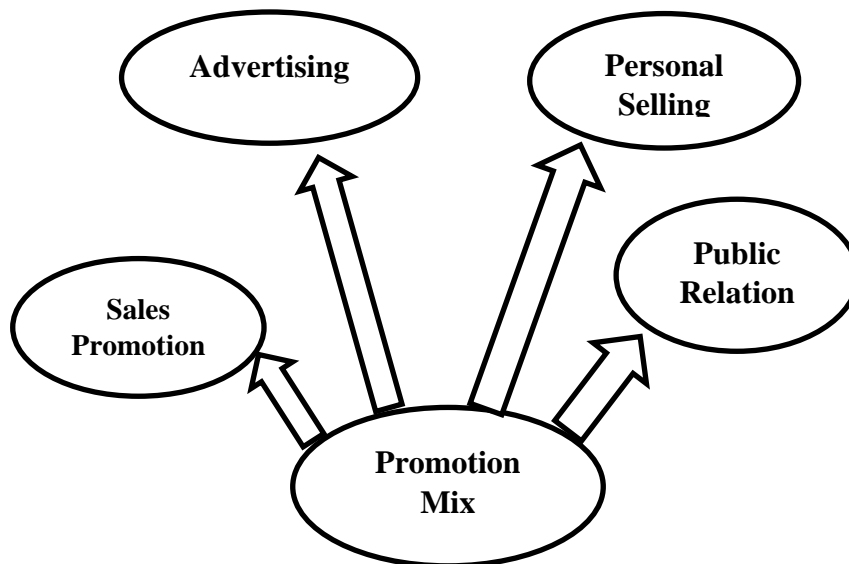 Advertising
Personal
Selling
Public
Relation
Sales
Promotion
Promotion
Mix